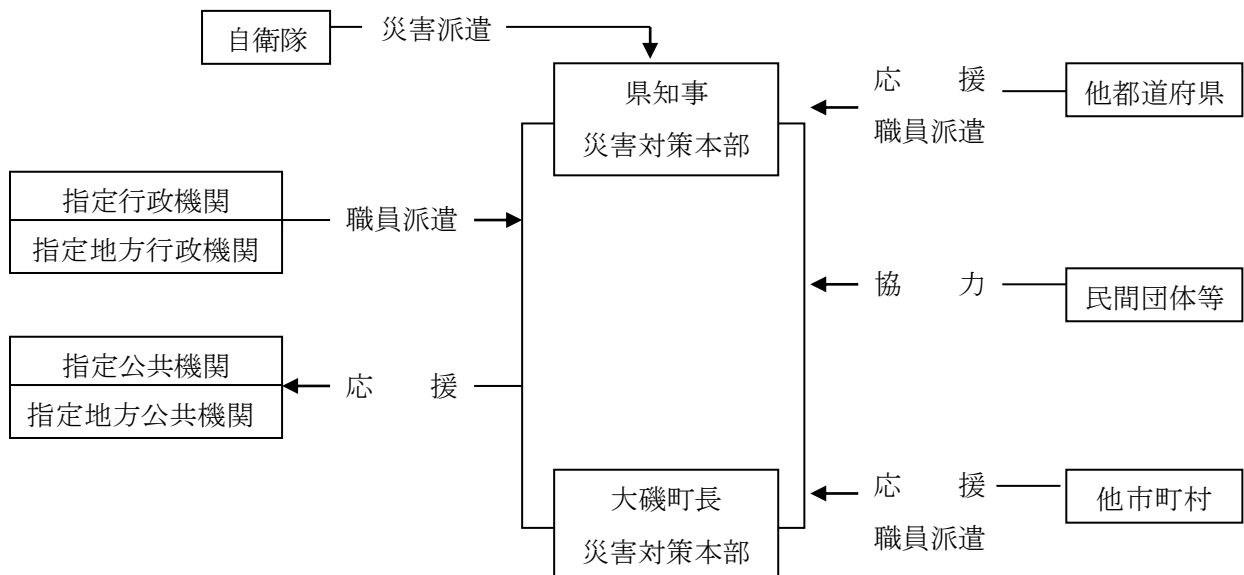 自衛隊
災害派遣
県知事
災害対策本部
応　　援
職員派遣
他都道府県
指定行政機関
指定地方行政機関
職員派遣
協　　力
民間団体等
指定公共機関
指定地方公共機関
応　　援
大磯町長
災害対策本部
応　　援
職員派遣
他市町村